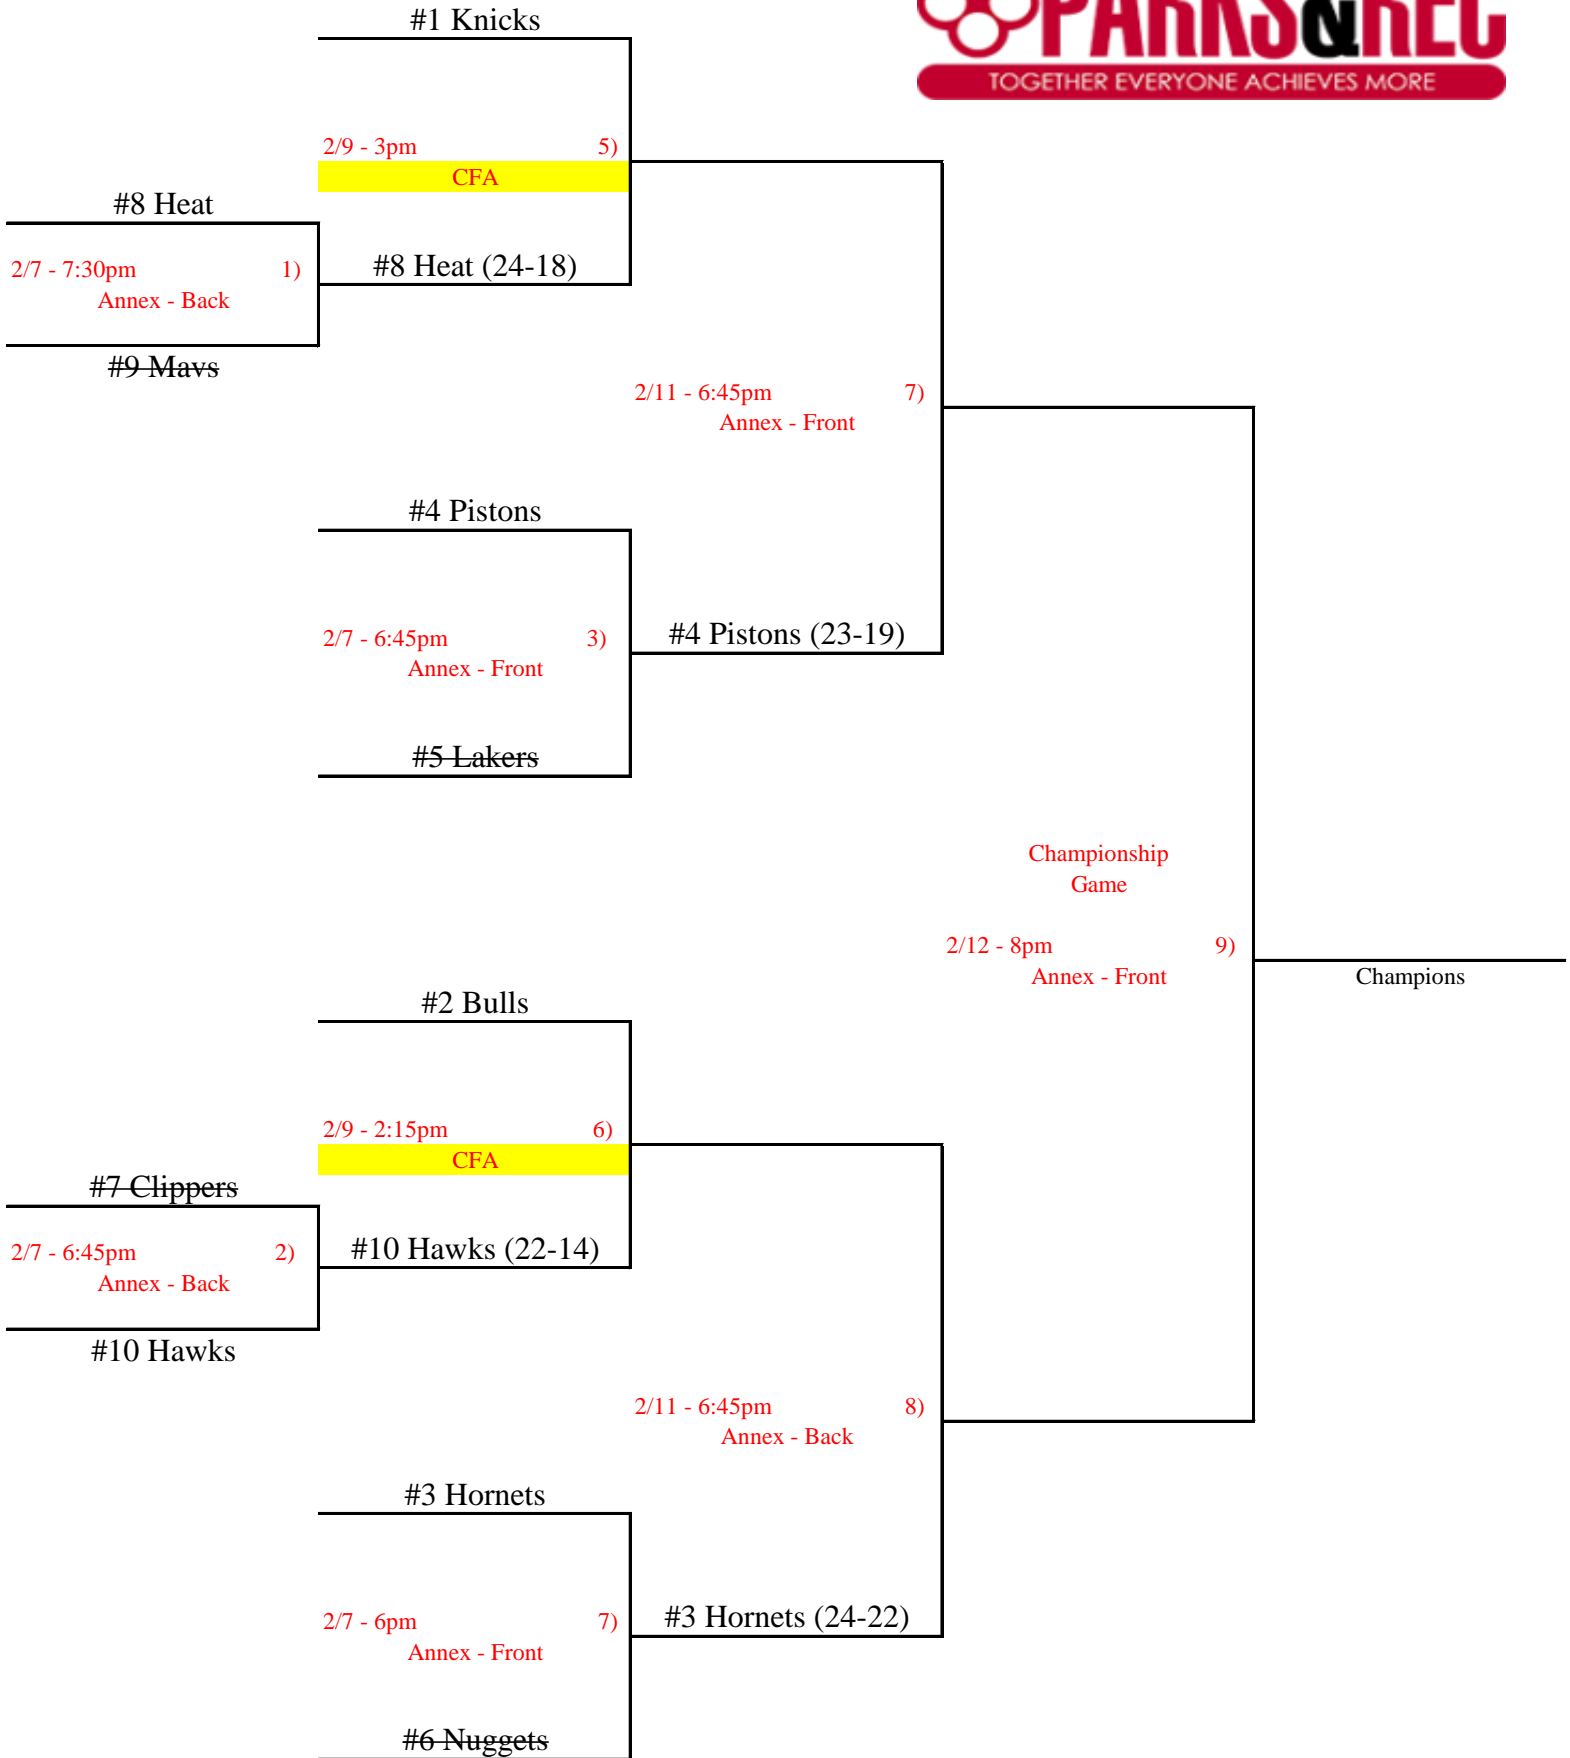 #1 Knicks
PARKS&REC
TOGETHER EVERYONE ACHIEVES MORE
2/9 - 3pm 5)
CFA
#8 Heat
#8 Heat (24-18)
2/7 - 7:30pm 1)
Annex - Back
#9 Mavs
2/11 - 6:45pm 7)
Annex - Front
#4 Pistons
2/7 - 6:45pm 3)
Annex - Front
#4 Pistons (23-19)
#5 Lakers
Championship
Game
2/12 - 8pm 9)
Annex - Front
Champions
#2 Bulls
2/9 - 2:15pm 6)
CFA
#7 Clippers
2/7 - 6:45pm 2)
Annex - Back
#10 Hawks (22-14)
#10 Hawks
2/11 - 6:45pm 8)
Annex - Back
#3 Hornets
2/7 - 6pm 7)
Annex - Front
#3 Hornets (24-22)
#6 Nuggets